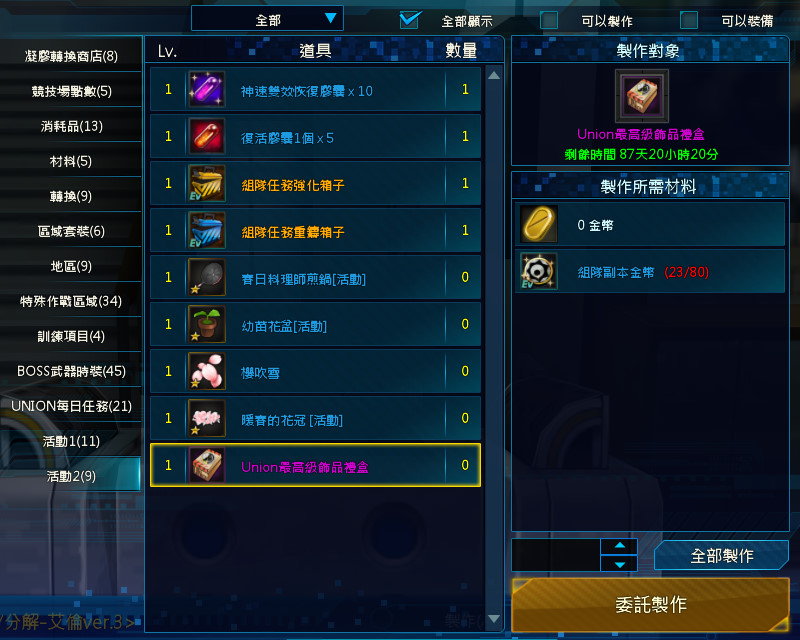 全部
全部顯示
可以製作
可以裝備
凝膠轉換商店(8)
競技場點數(5)
消耗品(13)
材料(5)
轉換(9)
區域套裝(6)
地區(9)
特殊作戰區域(34)
訓練項目(4)
BOSS武器時裝(45)
UNION每日任務(21)
活動1(11)
活動2(9)
Lv. 道具 數量
1 神速雙效恢復膠囊 x 10 1
1 復活膠囊1個 x 5 1
1 EV 組隊任務強化箱子 1
1 EV 組隊任務重鑄箱子 1
1 春日料理師煎鍋[活動] 0
1 幼苗花盆[活動] 0
1 櫻吹雪 0
1 暖春的花冠 [活動] 0
1 Union最高級飾品禮盒 0
製作對象
Union最高級飾品禮盒
剩餘時間 87天20小時20分
製作所需材料
0 金幣
EV 組隊副本金幣 (23/80)
全部製作
委託製作
/分解-艾倫ver.3>